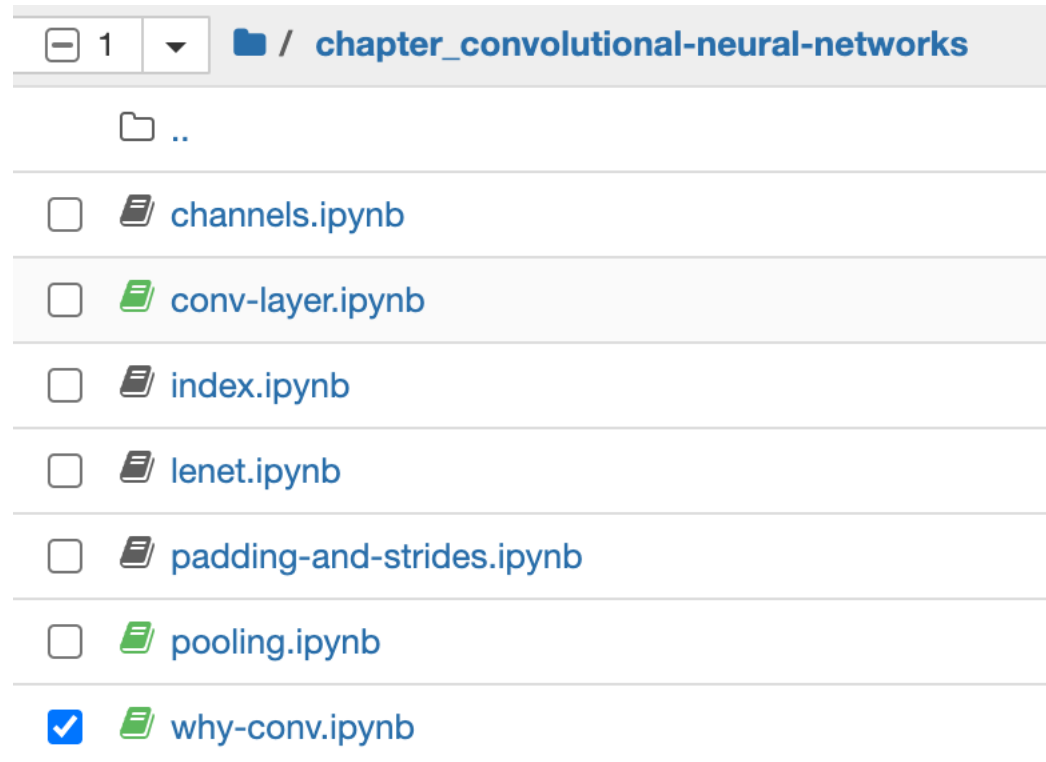 1 / chapter_convolutional-neural-networks
..
channels.ipynb
conv-layer.ipynb
index.ipynb
lenet.ipynb
padding-and-strides.ipynb
pooling.ipynb
why-conv.ipynb